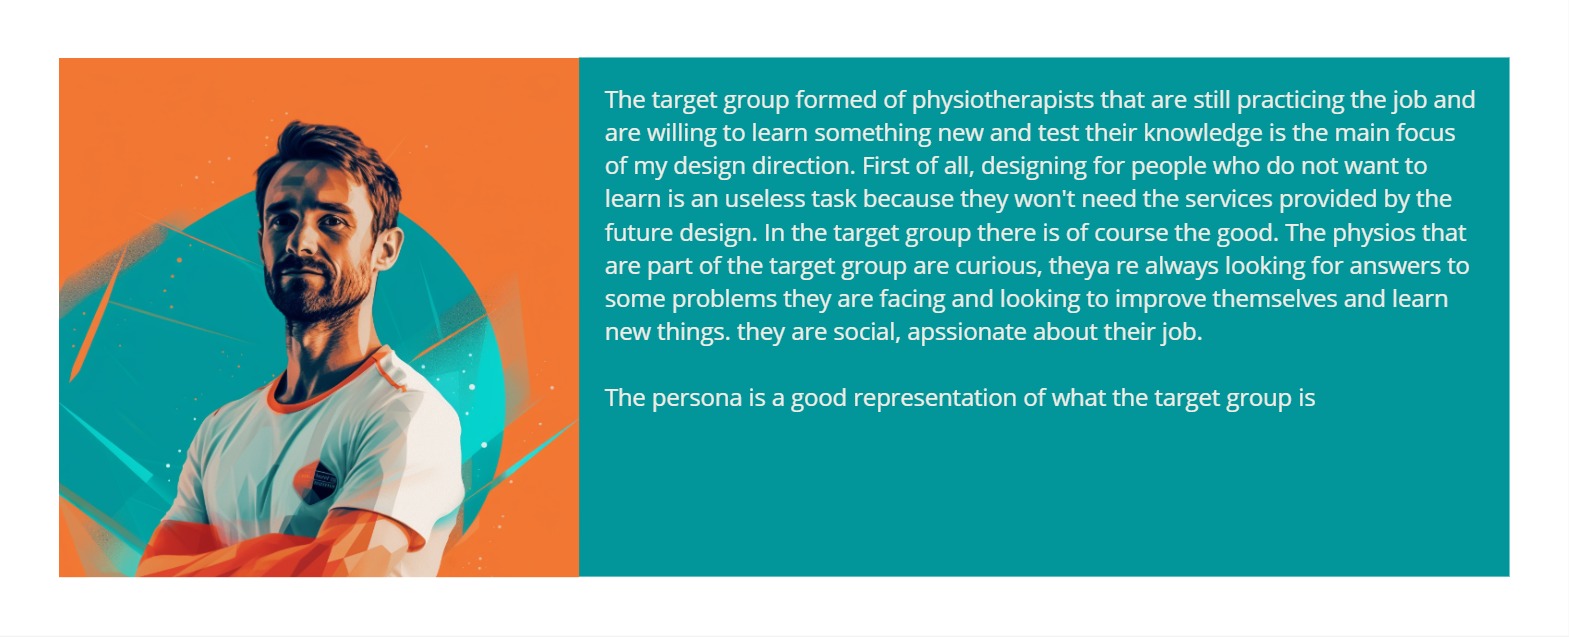 The target group formed of physiotherapists that are still practicing the job and
are willing to learn something new and test their knowledge is the main focus
of my design direction. First of all, designing for people who do not want to
learn is an useless task because they won't need the services provided by the
future design. In the target group there is of course the good. The physios that
are part of the target group are curious, theya re always looking for answers to
some problems they are facing and looking to improve themselves and learn
new things. they are social, apssionate about their job.
The persona is a good representation of what the target group is